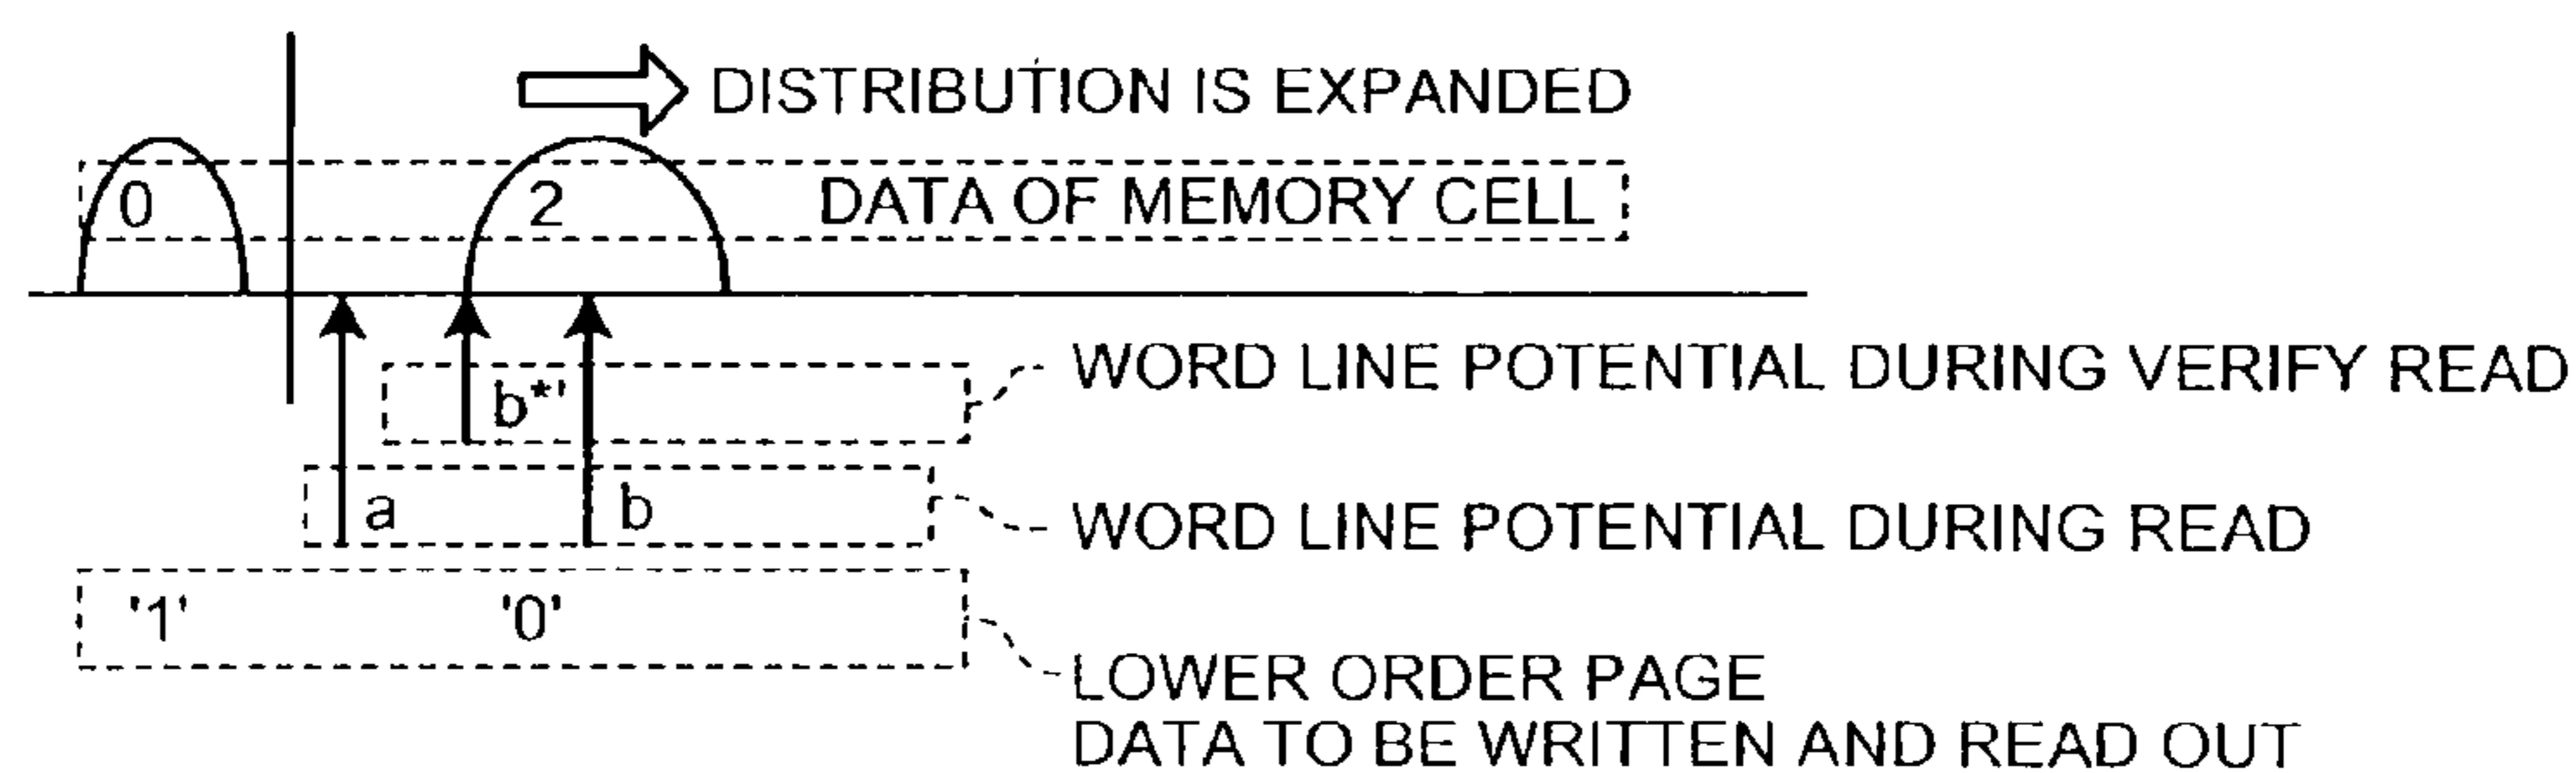 DISTRIBUTION IS EXPANDED
0 2 DATA OF MEMORY CELL
WORD LINE POTENTIAL DURING VERIFY READ
b*'
a b
WORD LINE POTENTIAL DURING READ
'1' '0'
LOWER ORDER PAGE
DATA TO BE WRITTEN AND READ OUT